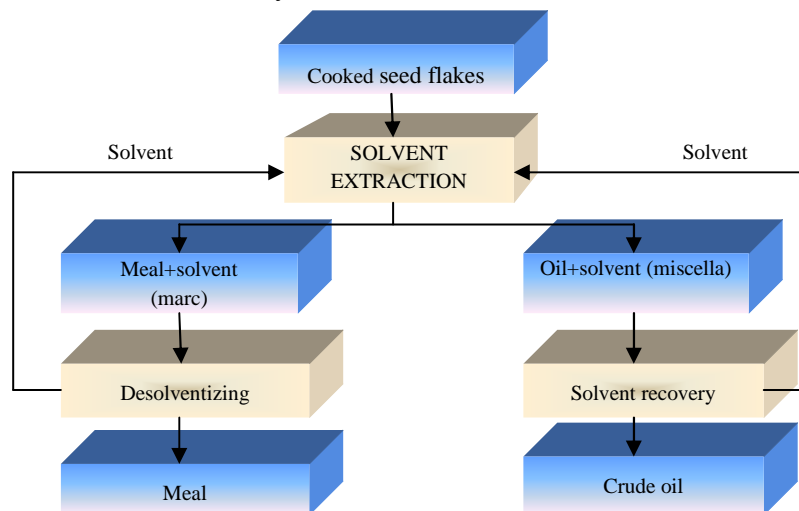 Cooked seed flakes
Solvent
SOLVENT
EXTRACTION
Solvent
Meal+solvent
(marc)
Oil+solvent (miscella)
Desolventizing
Solvent recovery
Meal
Crude oil